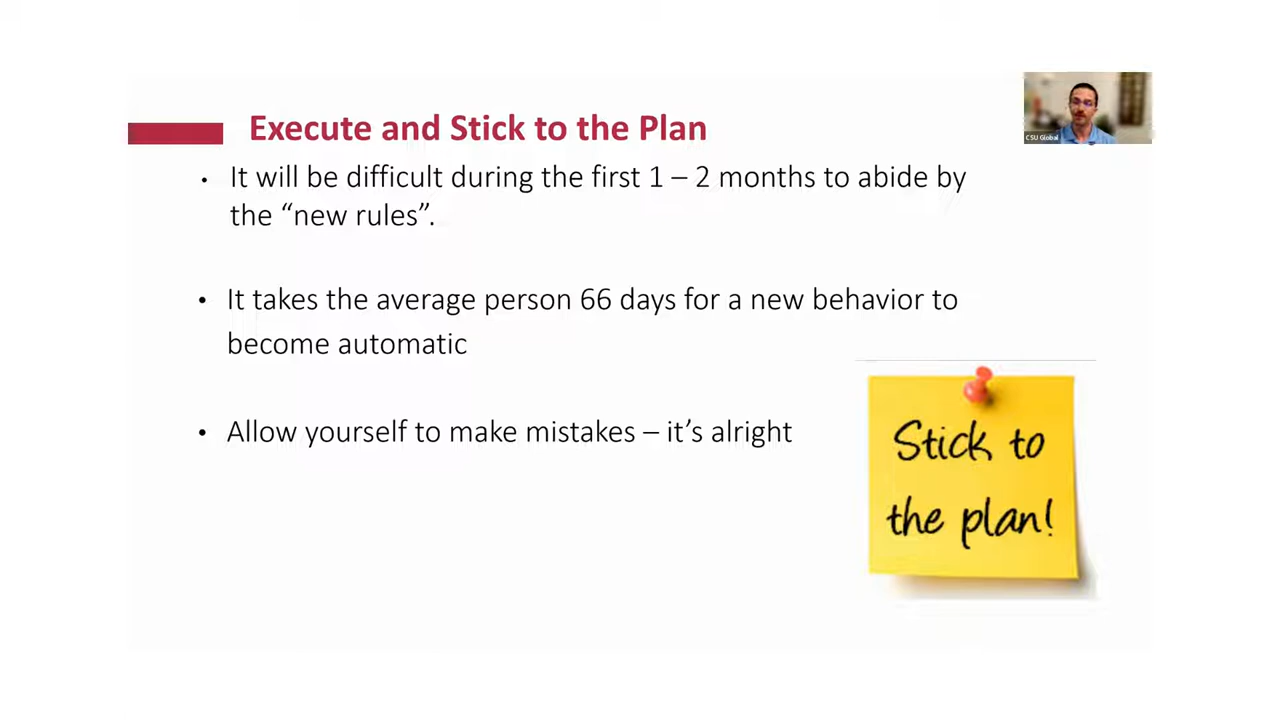 Execute and Stick to the Plan
CSU Global
• It will be difficult during the first 1 – 2 months to abide by
the “new rules”.
• It takes the average person 66 days for a new behavior to
become automatic
• Allow yourself to make mistakes – it’s alright
Stick to
the plan!